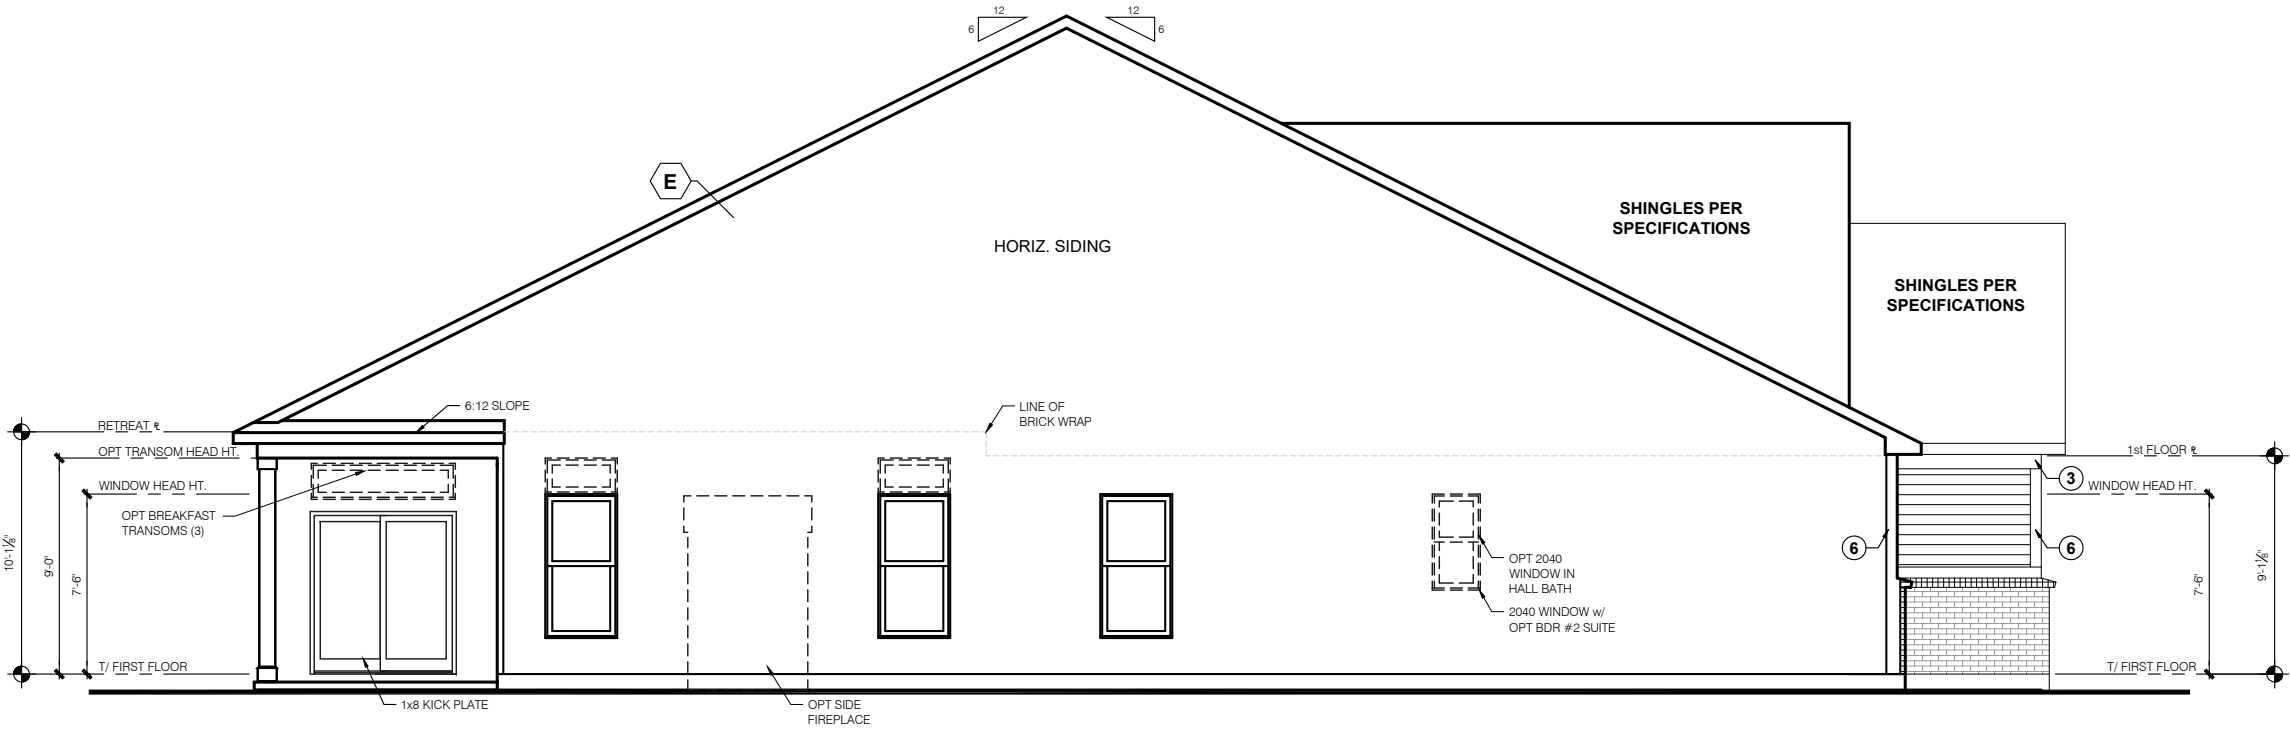 12
12
6
6
E
SHINGLES PER
SPECIFICATIONS
HORIZ. SIDING
SHINGLES PER
SPECIFICATIONS
6:12 SLOPE
LINE OF
BRICK WRAP
RETREAT ℄
OPT TRANSOM HEAD HT.
WINDOW HEAD HT.
OPT BREAKFAST
TRANSOMS (3)
10'-1⅛"
9'-0"
7'-6"
T/ FIRST FLOOR
1x8 KICK PLATE
OPT SIDE
FIREPLACE
OPT 2040
WINDOW IN
HALL BATH
2040 WINDOW w/
OPT BDR #2 SUITE
1st FLOOR ℄
3
WINDOW HEAD HT.
6
6
7'-6"
9'-1⅛"
T/ FIRST FLOOR